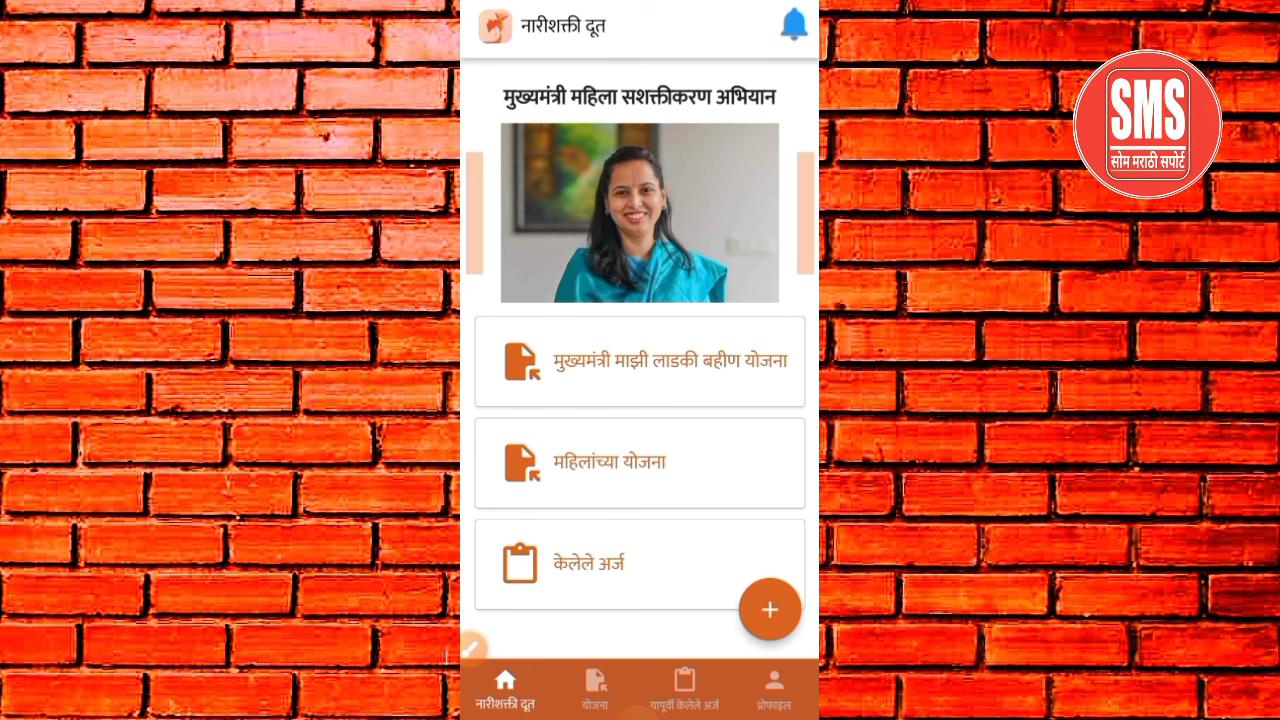 नारीशक्ती दूत
मुख्यमंत्री महिला सशक्तीकरण अभियान
SMS
सोम मराठी सपोर्ट
मुख्यमंत्री माझी लाडकी बहीण योजना
महिलांच्या योजना
केलेले अर्ज
नारीशक्ती दूत
योजना
यापूर्वी केलेले अर्ज
प्रोफाइल